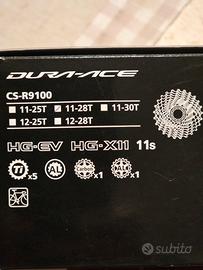 DURA-ACE
CS-R9100
11-25T 11-28T 11-30T
12-25T 12-28T
HG-EV HG-X11 11s
Ti x5 AL x1 x1
subito